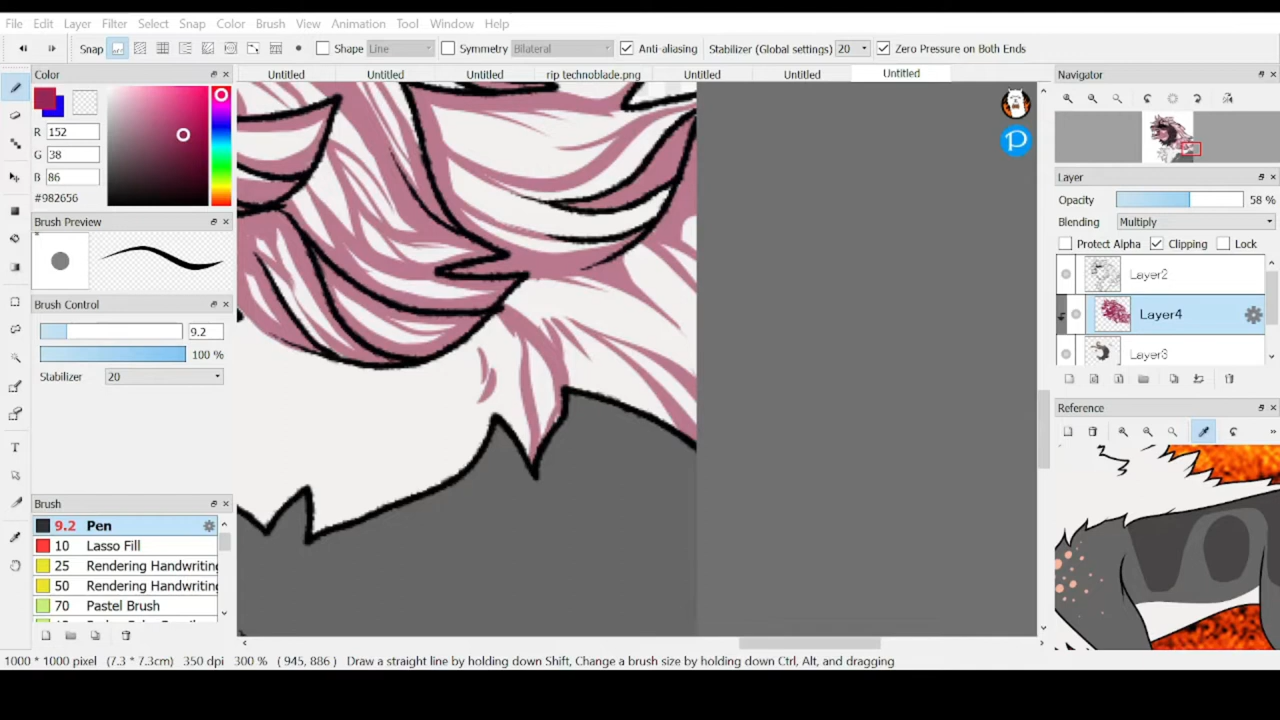 File Edit Layer Filter Select Snap Color Brush View Animation Tool Window Help
Snap Shape Line Symmetry Bilateral Anti-aliasing Stabilizer (Global settings) 20 Zero Pressure on Both Ends
Color
Untitled Untitled Untitled rip technoblade.png Untitled Untitled Untitled
Navigator
R 152
G 38
B 86
#982656
Layer
Opacity 58 %
Brush Preview
Blending Multiply
Protect Alpha Clipping Lock
Layer2
Brush Control
Layer4
9.2
100 %
Layer3
Stabilizer 20
Reference
Brush
9.2 Pen
10 Lasso Fill
25 Rendering Handwriting
50 Rendering Handwriting
70 Pastel Brush
1000 * 1000 pixel (7.3 * 7.3cm) 350 dpi 300 % ( 945, 886 ) Draw a straight line by holding down Shift, Change a brush size by holding down Ctrl, Alt, and dragging